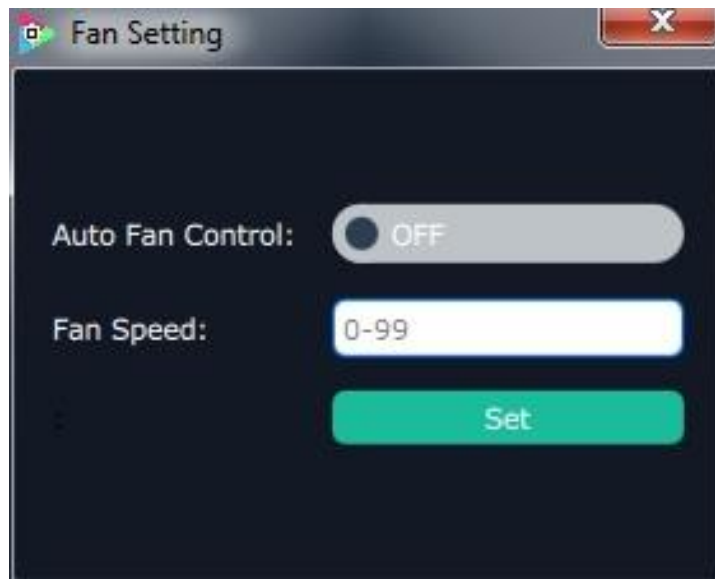 Fan Setting
Auto Fan Control: OFF
Fan Speed: 0-99
:
Set